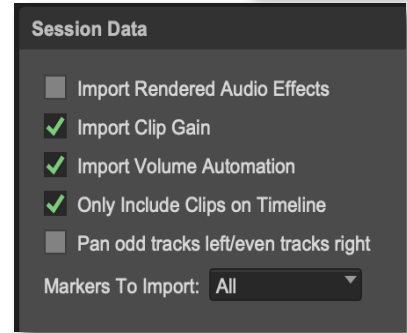 Session Data
Import Rendered Audio Effects
Import Clip Gain
Import Volume Automation
Only Include Clips on Timeline
Pan odd tracks left/even tracks right
Markers To Import: All